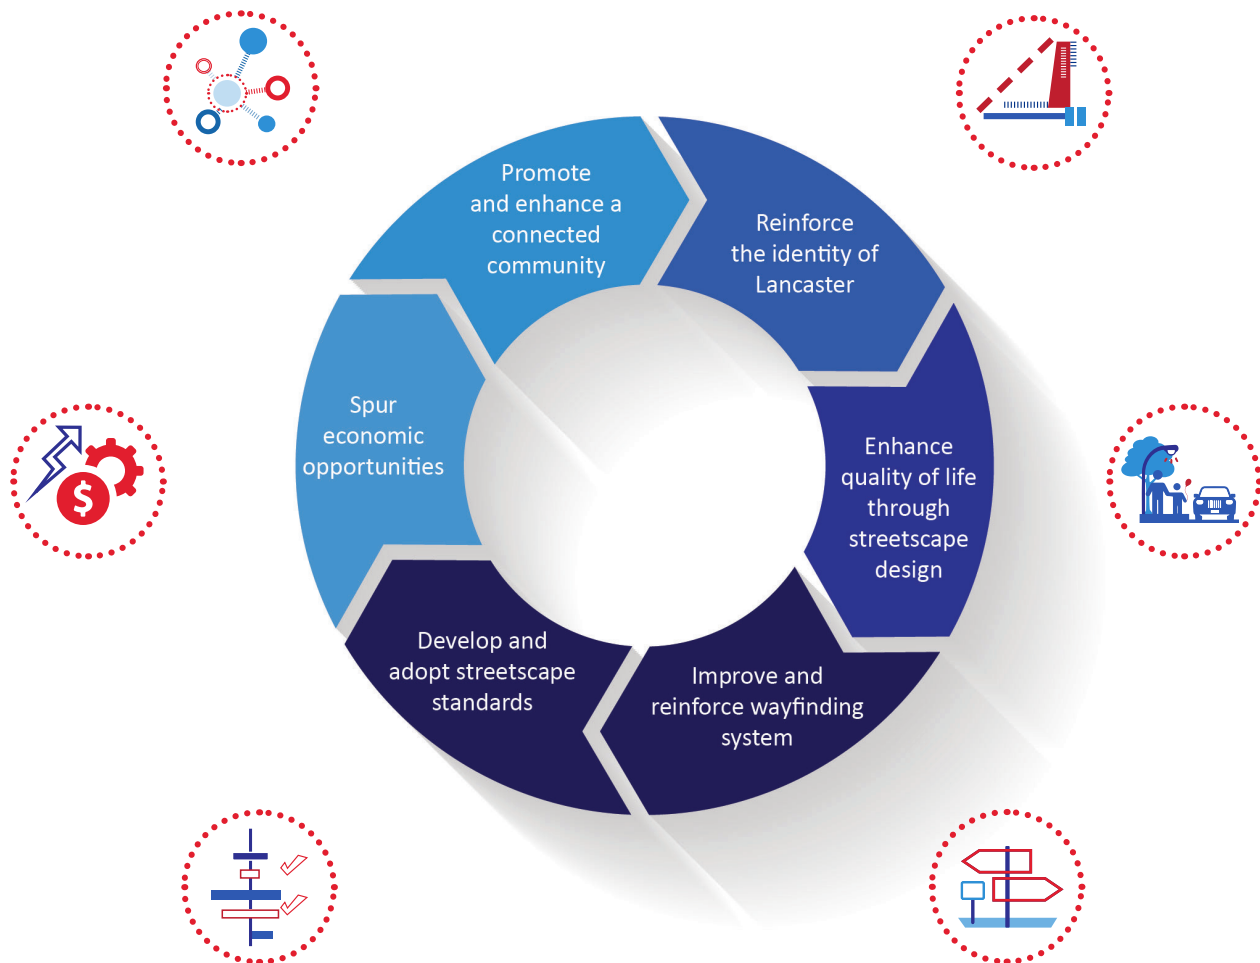 Promote
and enhance a
connected
community
Reinforce
the identity of
Lancaster
Enhance
quality of life
through
streetscape
design
Improve and
reinforce wayfinding
system
Develop and
adopt streetscape
standards
Spur
economic
opportunities
$